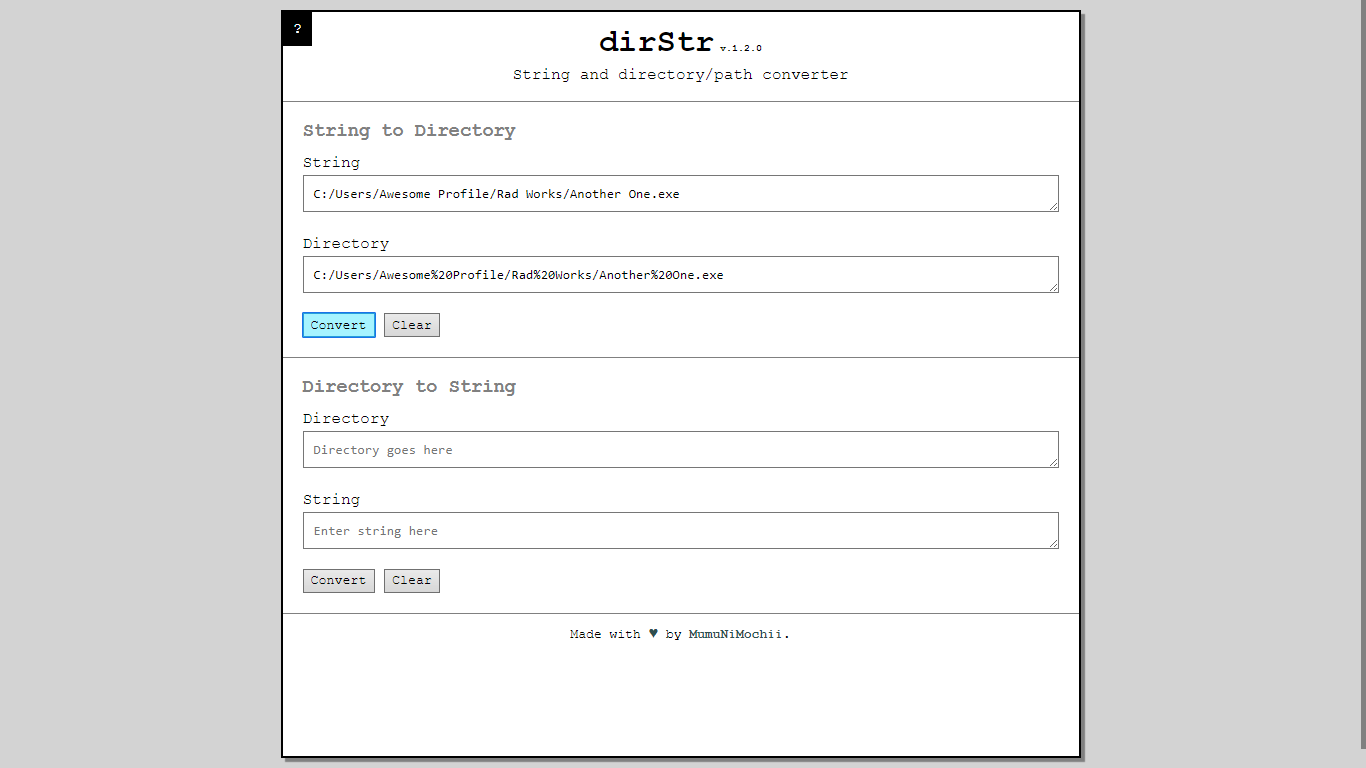 ?
dirStr v.1.2.0
String and directory/path converter
String to Directory
String
C:/Users/Awesome Profile/Rad Works/Another One.exe
Directory
C:/Users/Awesome%20Profile/Rad%20Works/Another%20One.exe
Convert Clear
Directory to String
Directory
Directory goes here
String
Enter string here
Convert Clear
Made with ♥ by MumuNiMochii.